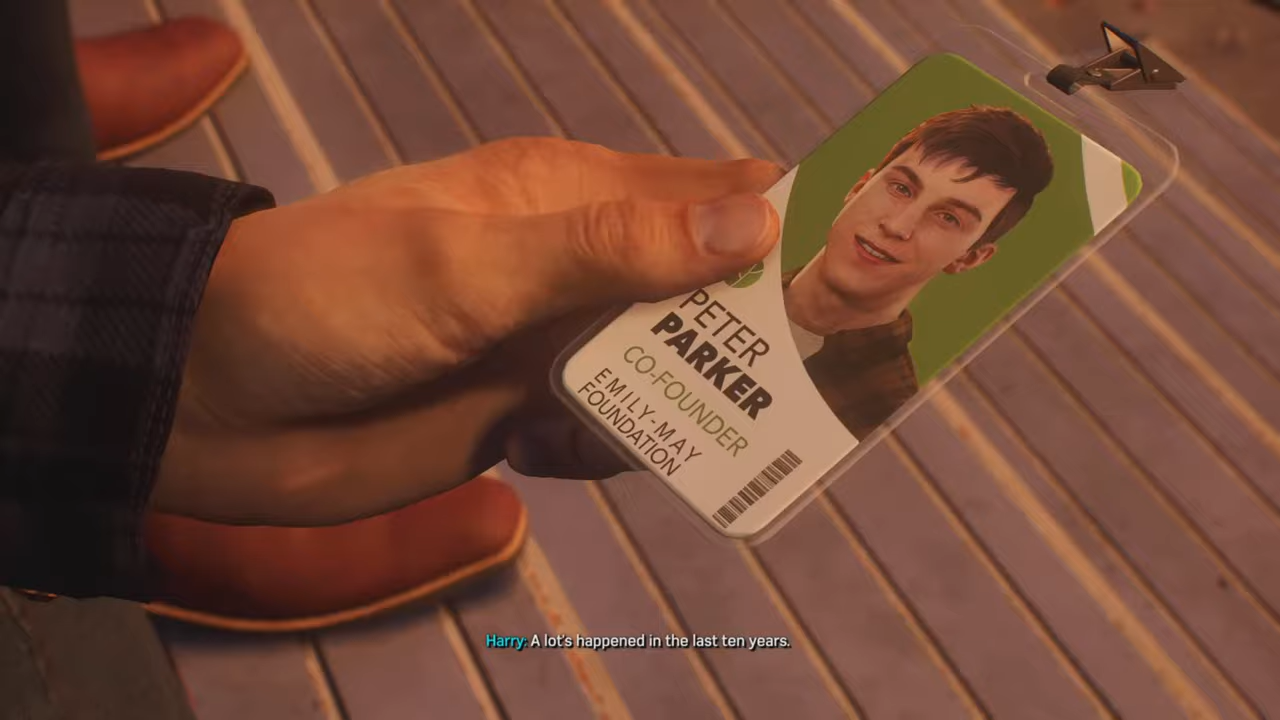 PETER
PARKER
CO-FOUNDER
EMILY-MAY
FOUNDATION
Harry: A lot's happened in the last ten years.